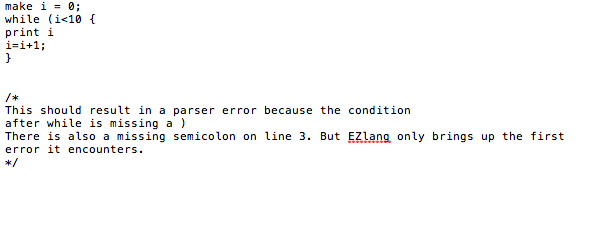 make i = 0;
while (i<10 {
print i
i=i+1;
}
/*
This should result in a parser error because the condition
after while is missing a )
There is also a missing semicolon on line 3. But EZlang only brings up the first
error it encounters.
*/